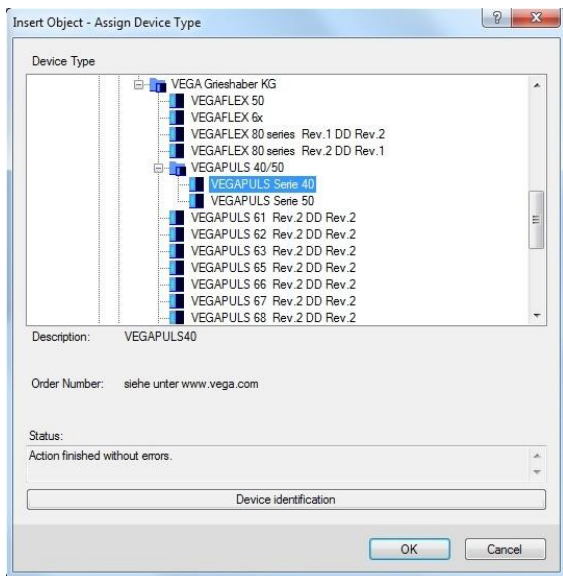 Insert Object - Assign Device Type
Device Type
VEGA Grieshaber KG
VEGAFLEX 50
VEGAFLEX 6x
VEGAFLEX 80 series Rev.1 DD Rev.2
VEGAFLEX 80 series Rev.2 DD Rev.1
VEGAPULS 40/50
VEGAPULS Serie 40
VEGAPULS Serie 50
VEGAPULS 61 Rev.2 DD Rev.2
VEGAPULS 62 Rev.2 DD Rev.2
VEGAPULS 63 Rev.2 DD Rev.2
VEGAPULS 65 Rev.2 DD Rev.2
VEGAPULS 66 Rev.2 DD Rev.2
VEGAPULS 67 Rev.2 DD Rev.2
VEGAPULS 68 Rev.2 DD Rev.2
Description: VEGAPULS40
Order Number: siehe unter www.vega.com
Status:
Action finished without errors.
Device identification
OK Cancel